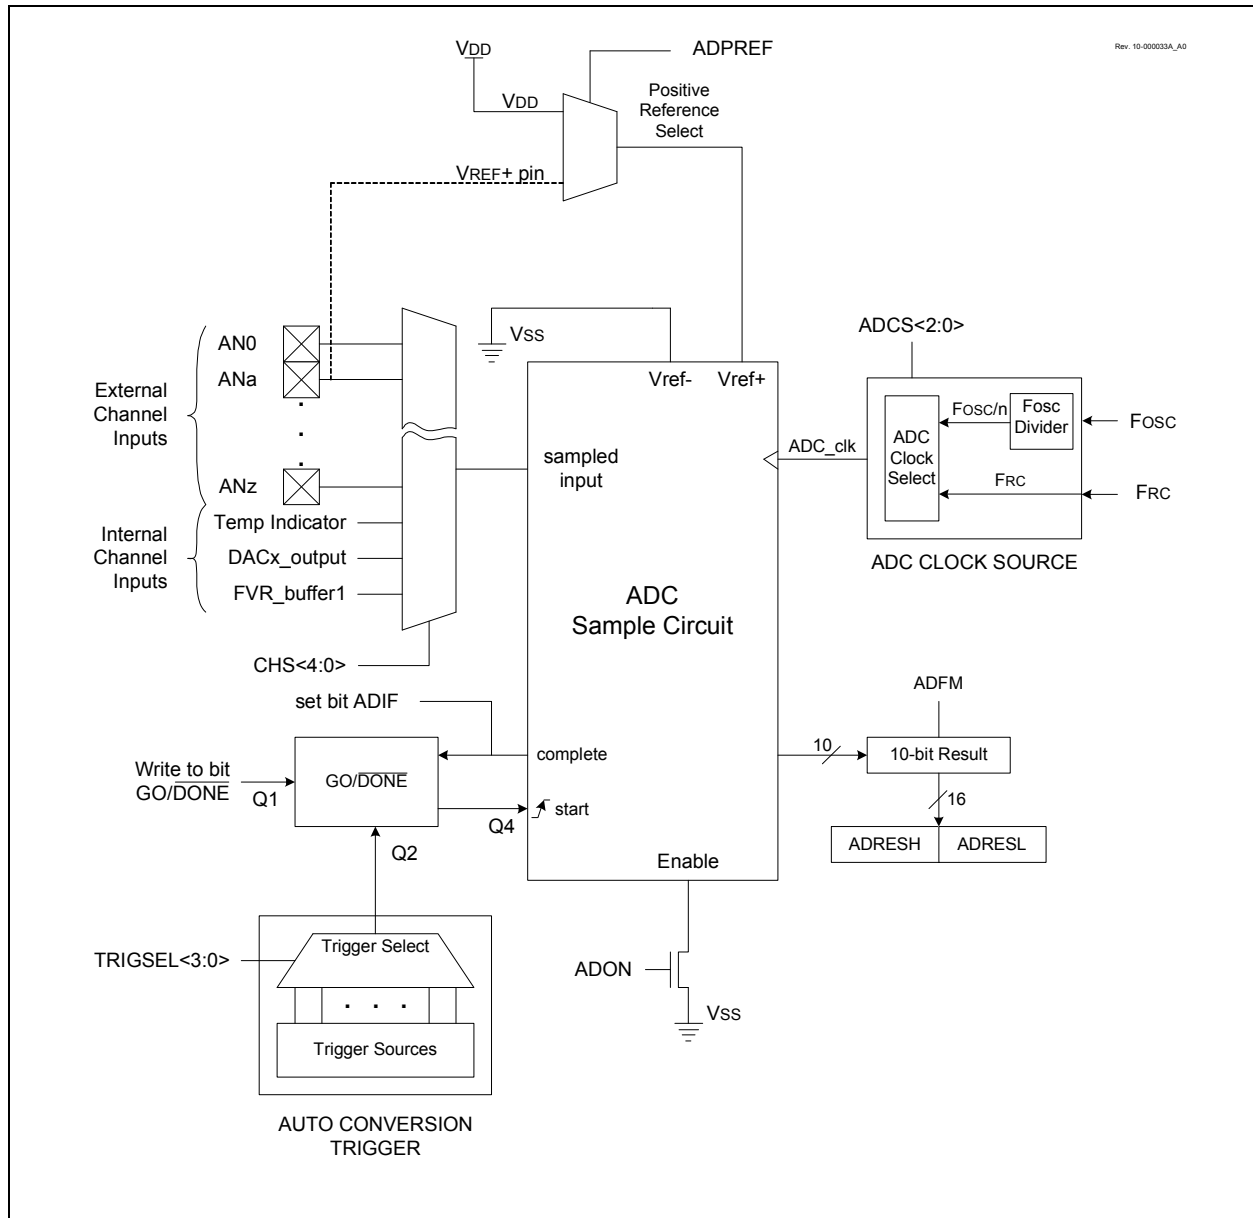 Rev. 10-000033A_A0
VDD
ADPREF
VDD
Positive
Reference
Select
VREF+ pin
VSS
Vref-
Vref+
External
Channel
Inputs
AN0
ANa
ANz
Internal
Channel
Inputs
Temp Indicator
DACx_output
FVR_buffer1
CHS<4:0>
sampled
input
ADC_clk
ADCS<2:0>
ADC
Clock
Select
FOSC/n
Fosc
Divider
FOSC
FRC
FRC
ADC CLOCK SOURCE
ADC
Sample Circuit
set bit ADIF
complete
Write to bit
GO/DONE
Q1
GO/DONE
Q4
start
Q2
Enable
ADFM
10
10-bit Result
16
ADRESH
ADRESL
TRIGSEL<3:0>
Trigger Select
. . .
Trigger Sources
AUTO CONVERSION
TRIGGER
ADON
VSS